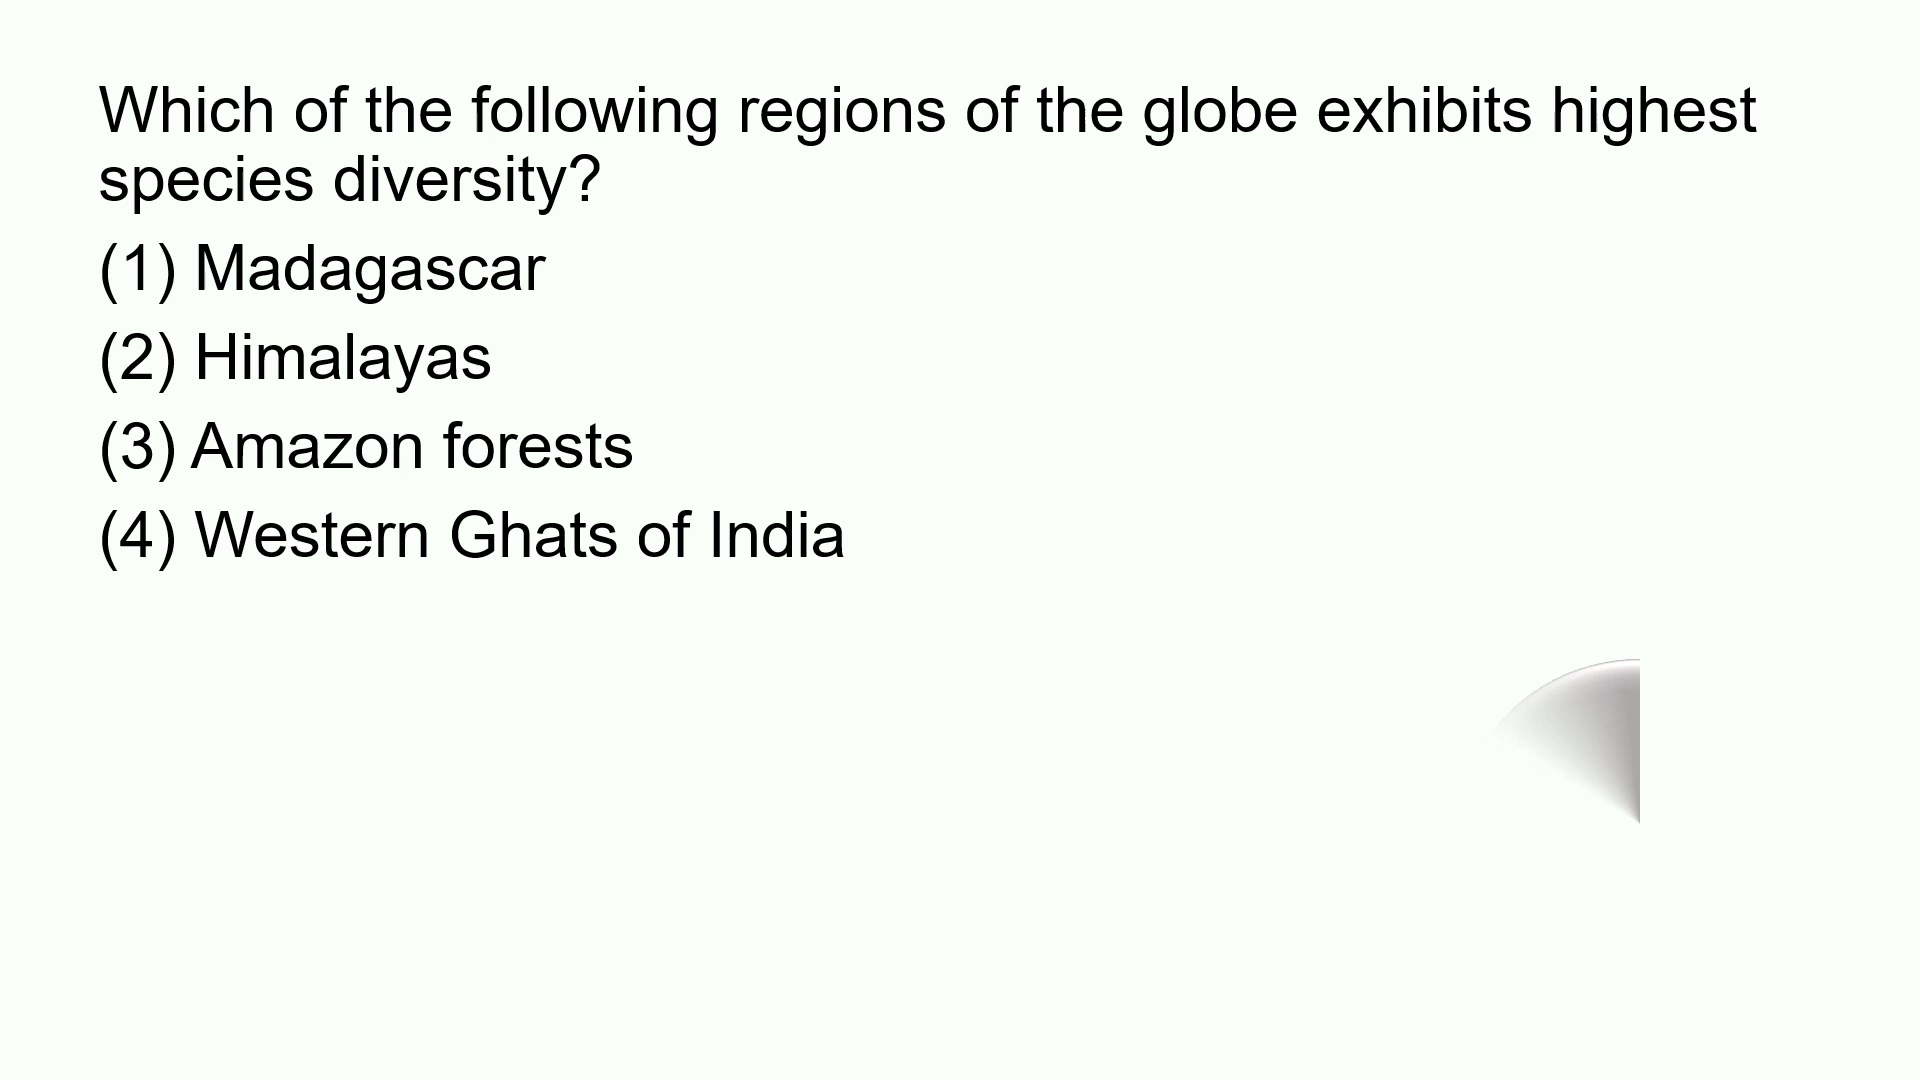 Which of the following regions of the globe exhibits highest
species diversity?
(1) Madagascar
(2) Himalayas
(3) Amazon forests
(4) Western Ghats of India